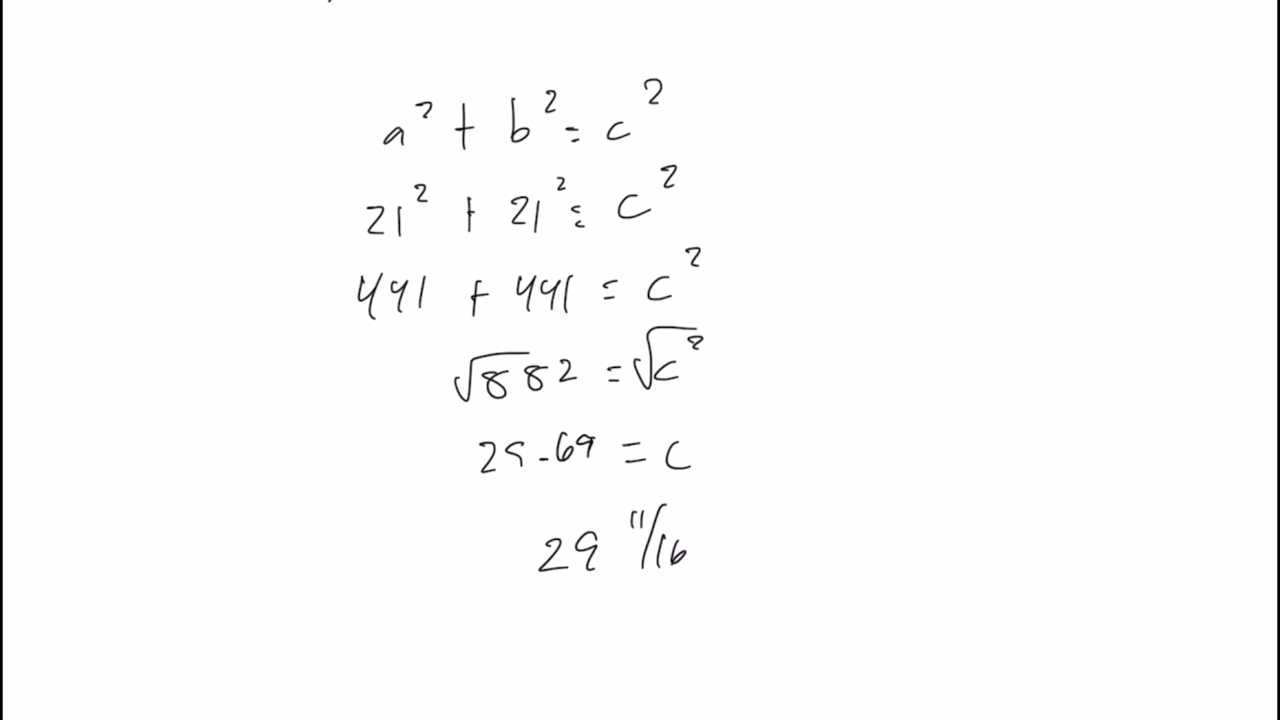 a² + b² = c²
21² + 21² = c²
441 + 441 = c²
√882 = √c²
29.69 = c
29 11/16